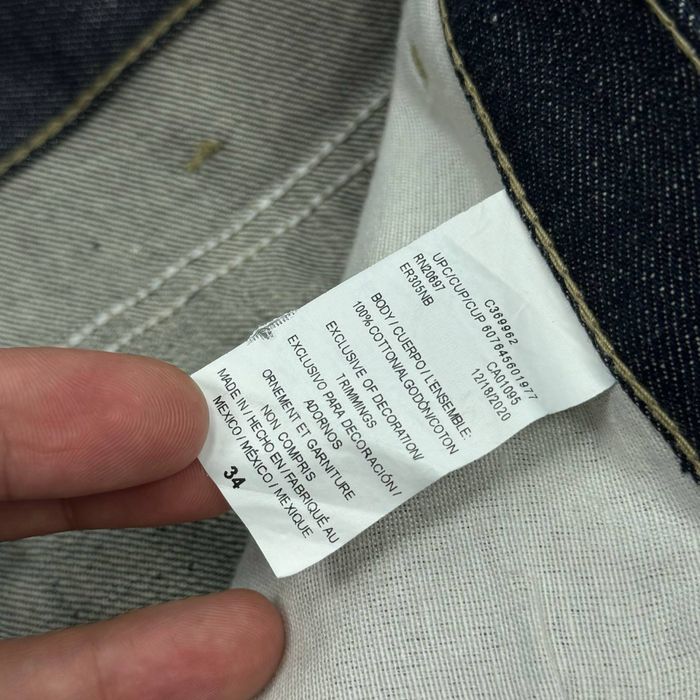 C369962
UPC/CUP/CUP 607645601977
RN20697 CA01091
ER305NB 12/18/2020
BODY / CUERPO / L'ENSEMBLE:
100% COTTON/ALGODÓN/COTON
EXCLUSIVE OF DECORATION/
TRIMMINGS
EXCLUSIVO PARA DECORACIÓN /
ADORNOS
ORNEMENT ET GARNITURE
NON COMPRIS
MADE IN / HECHO EN / FABRIQUÉ AU
MEXICO / MÉXICO / MEXIQUE
34